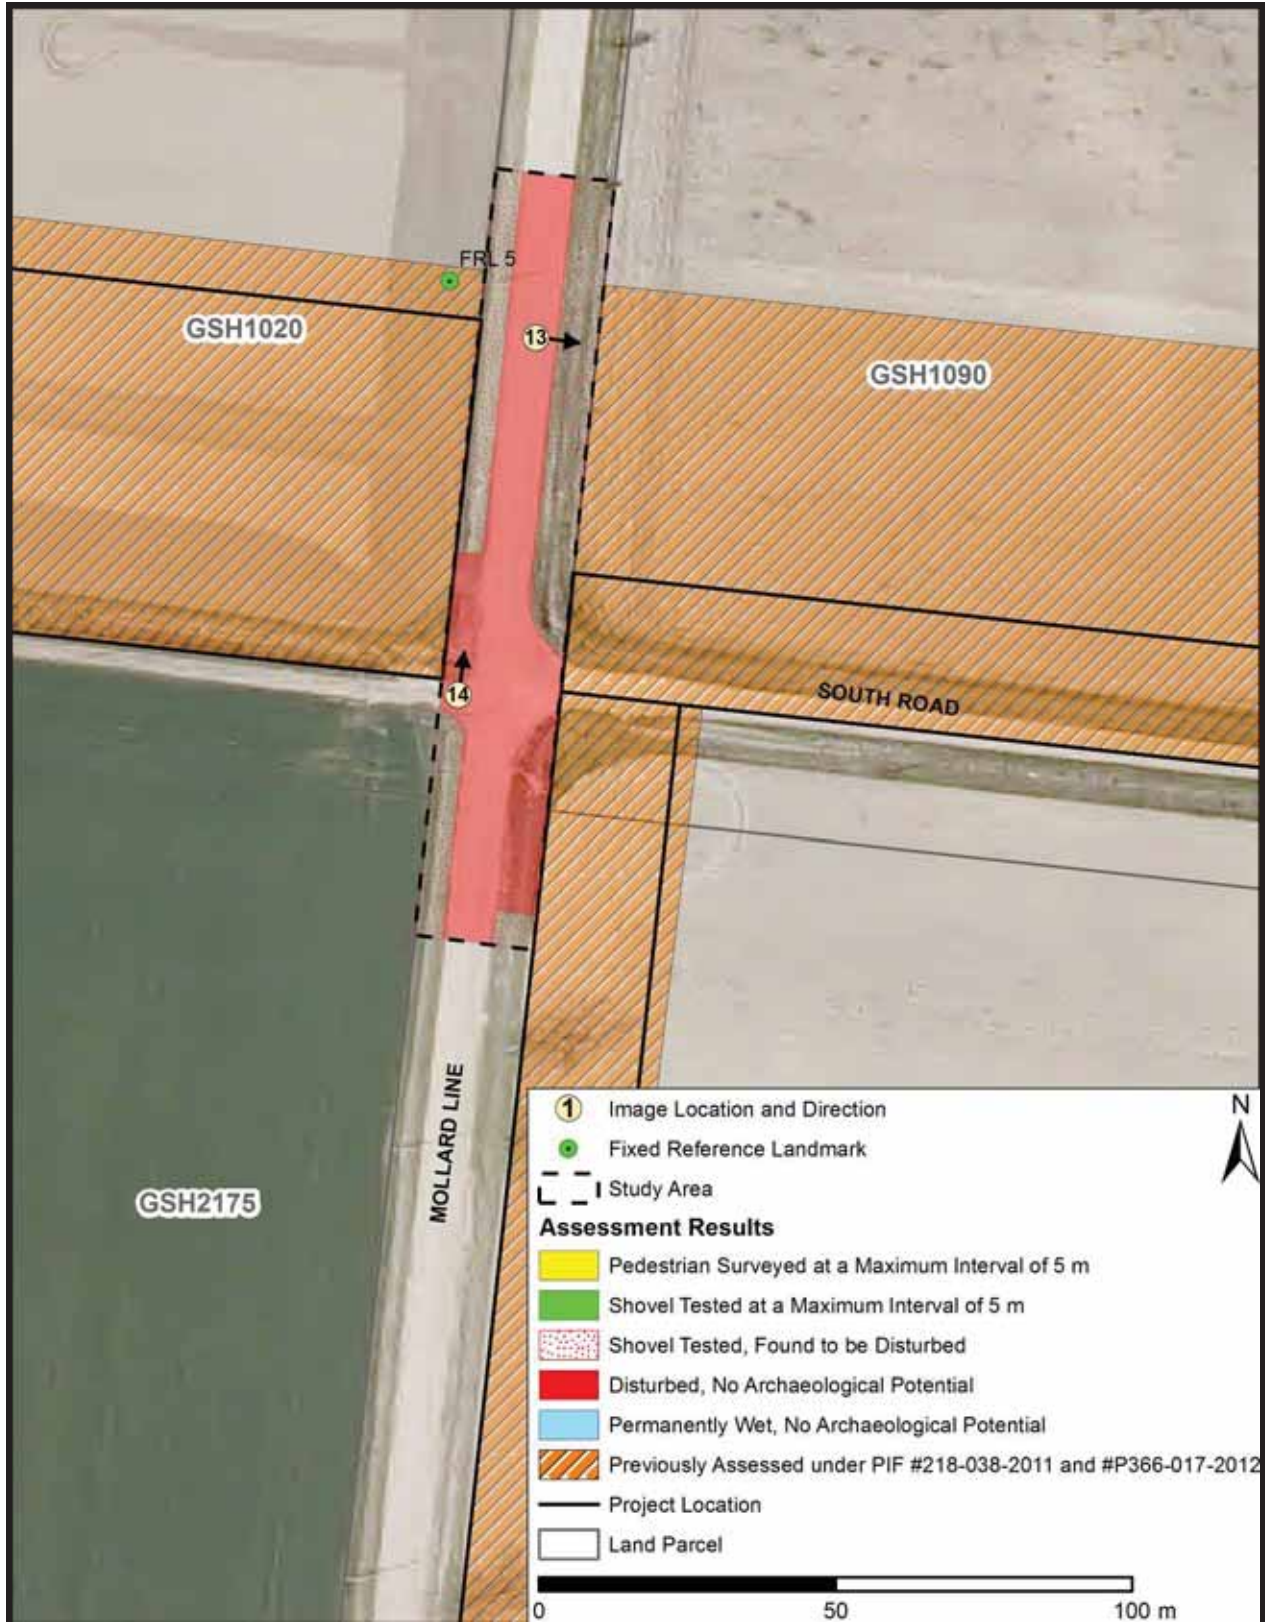 FRL 5
GSH1020
13
GSH1090
14
SOUTH ROAD
MOLLARD LINE
GSH2175
1 Image Location and Direction
Fixed Reference Landmark
Study Area
Assessment Results
Pedestrian Surveyed at a Maximum Interval of 5 m
Shovel Tested at a Maximum Interval of 5 m
Shovel Tested, Found to be Disturbed
Disturbed, No Archaeological Potential
Permanently Wet, No Archaeological Potential
Previously Assessed under PIF #218-038-2011 and #P366-017-2012
Project Location
Land Parcel
N
0 50 100 m